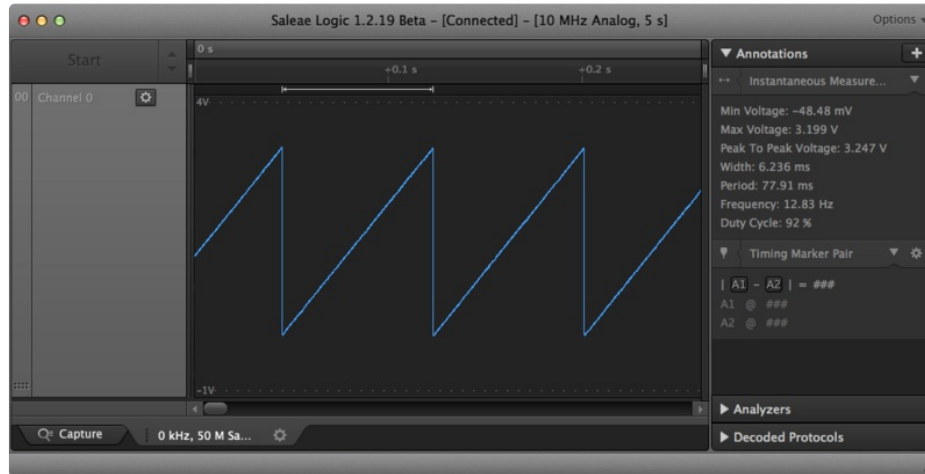 Saleae Logic 1.2.19 Beta - [Connected] - [10 MHz Analog, 5 s]
Options
Start
0 s
+0.1 s
+0.2 s
00 Channel 0
4V
-1V
Annotations
Instantaneous Measure...
Min Voltage: -48.48 mV
Max Voltage: 3.199 V
Peak To Peak Voltage: 3.247 V
Width: 6.236 ms
Period: 77.91 ms
Frequency: 12.83 Hz
Duty Cycle: 92 %
Timing Marker Pair
| A1 - A2 | = ###
A1 @ ###
A2 @ ###
Analyzers
Decoded Protocols
Capture
0 kHz, 50 M Sa...